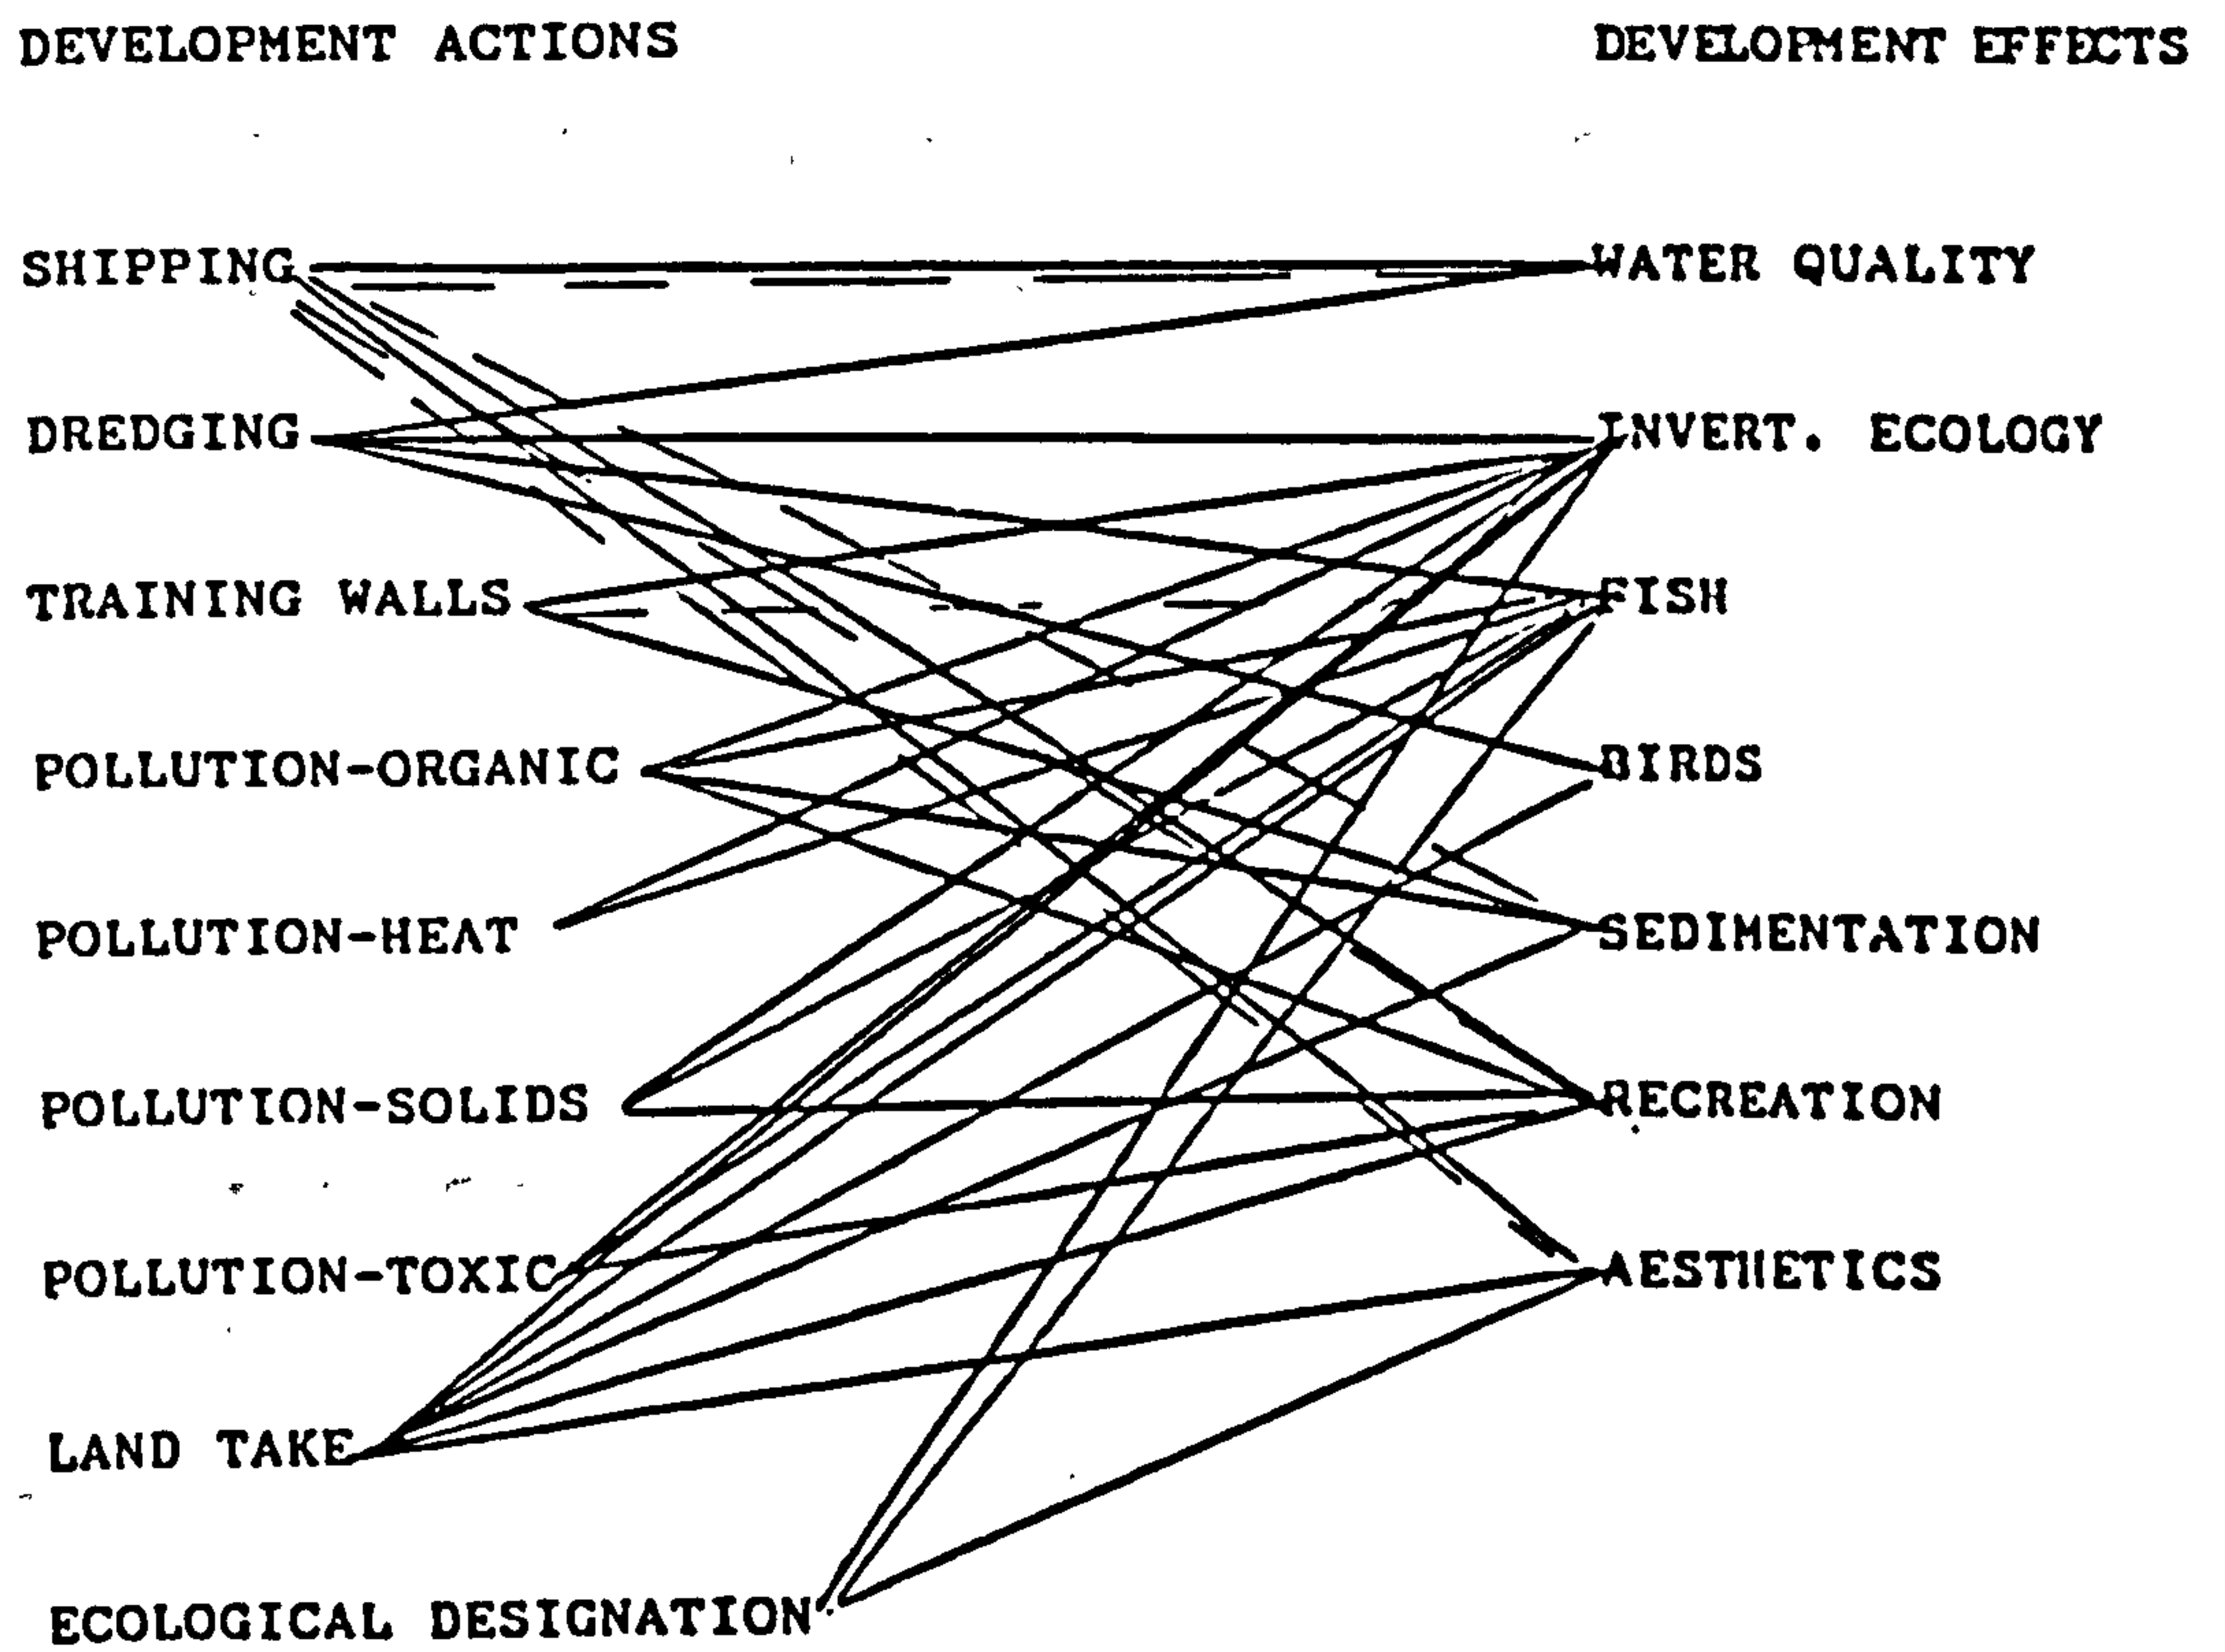 DEVELOPMENT ACTIONS
DEVELOPMENT EFFECTS
SHIPPING
WATER QUALITY
DREDGING
INVERT. ECOLOGY
TRAINING WALLS
FISH
POLLUTION-ORGANIC
BIRDS
POLLUTION-HEAT
SEDIMENTATION
POLLUTION-SOLIDS
RECREATION
POLLUTION-TOXIC
AESTHETICS
LAND TAKE
ECOLOGICAL DESIGNATION